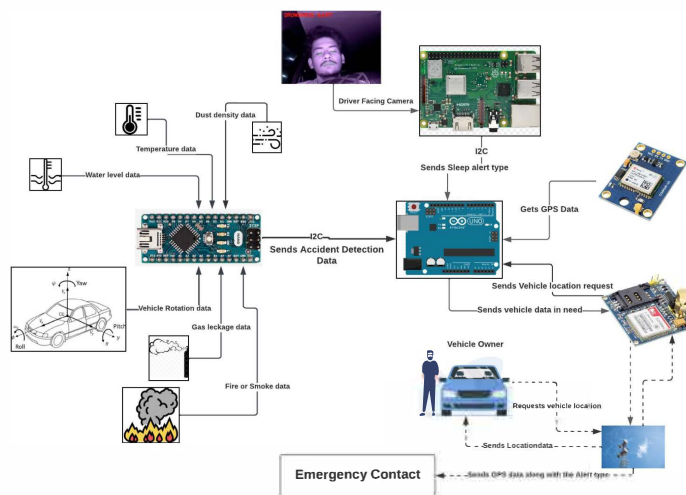 Driver Facing Camera
I2C
Sends Sleep alert type
Dust density data
Temperature data
Water level data
Gets GPS Data
UNO
I2C
Sends Accident Detection
Data
Sends Vehicle location request
Sends vehicle data in need
Yaw
Pitch
Roll
Vehicle Rotation data
Gas leckage data
Fire or Smoke data
Vehicle Owner
Requests vehicle location
Sends Locationdata
Emergency Contact
Sends GPS data along with the Alert type